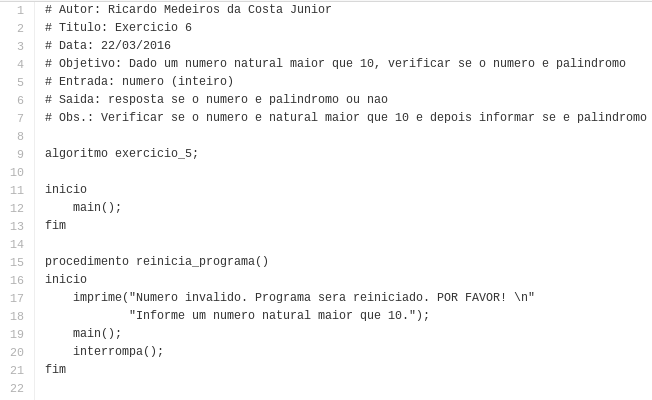 1 # Autor: Ricardo Medeiros da Costa Junior
2 # Titulo: Exercicio 6
3 # Data: 22/03/2016
4 # Objetivo: Dado um numero natural maior que 10, verificar se o numero e palindromo
5 # Entrada: numero (inteiro)
6 # Saida: resposta se o numero e palindromo ou nao
7 # Obs.: Verificar se o numero e natural maior que 10 e depois informar se e palindromo
8
9 algoritmo exercicio_5;
10
11 inicio
12     main();
13 fim
14
15 procedimento reinicia_programa()
16 inicio
17     imprime("Numero invalido. Programa sera reiniciado. POR FAVOR! \n"
18             "Informe um numero natural maior que 10.");
19     main();
20     interrompa();
21 fim
22